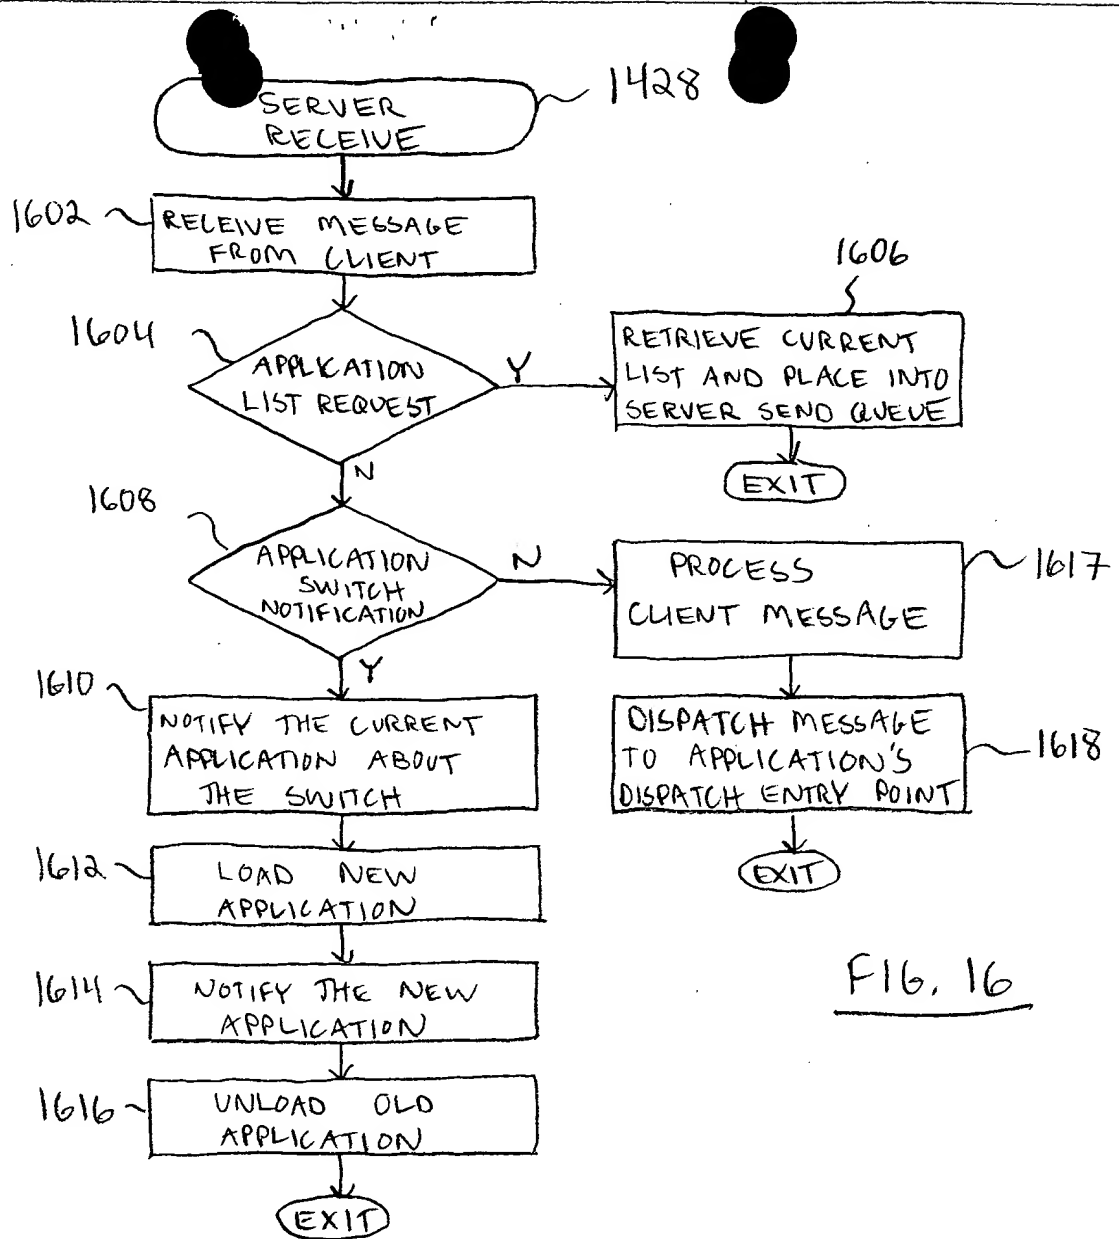 SERVER
RECEIVE
1428
1602
RECEIVE MESSAGE
FROM CLIENT
1604
APPLICATION
LIST REQUEST
Y
N
1606
RETRIEVE CURRENT
LIST AND PLACE INTO
SERVER SEND QUEUE
EXIT
1608
APPLICATION
SWITCH
NOTIFICATION
N
Y
PROCESS
CLIENT MESSAGE
1617
1610
NOTIFY THE CURRENT
APPLICATION ABOUT
THE SWITCH
DISPATCH MESSAGE
TO APPLICATION'S
DISPATCH ENTRY POINT
1618
EXIT
1612
LOAD NEW
APPLICATION
1614
NOTIFY THE NEW
APPLICATION
1616
UNLOAD OLD
APPLICATION
EXIT
FIG. 16